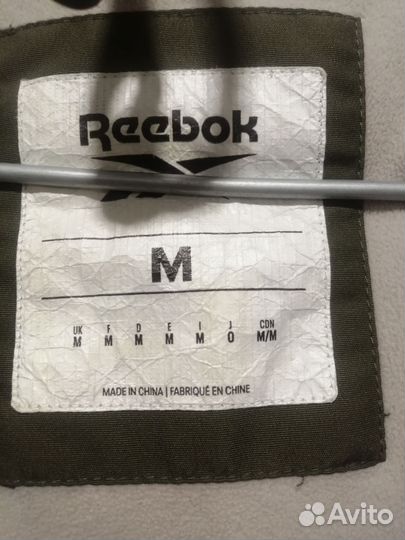 Reebok
M
UK F D E I J CDN
M M M M M O M/M
MADE IN CHINA | FABRIQUÉ EN CHINE
Avito